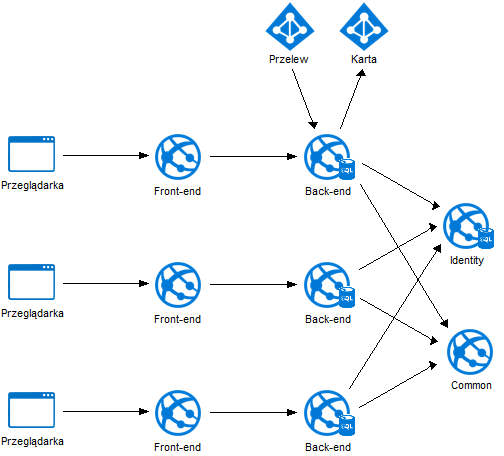 Przelew
Karta
Przeglądarka
Front-end
Back-end
SQL
Identity
SQL
Przeglądarka
Front-end
Back-end
SQL
Common
Przeglądarka
Front-end
Back-end
SQL